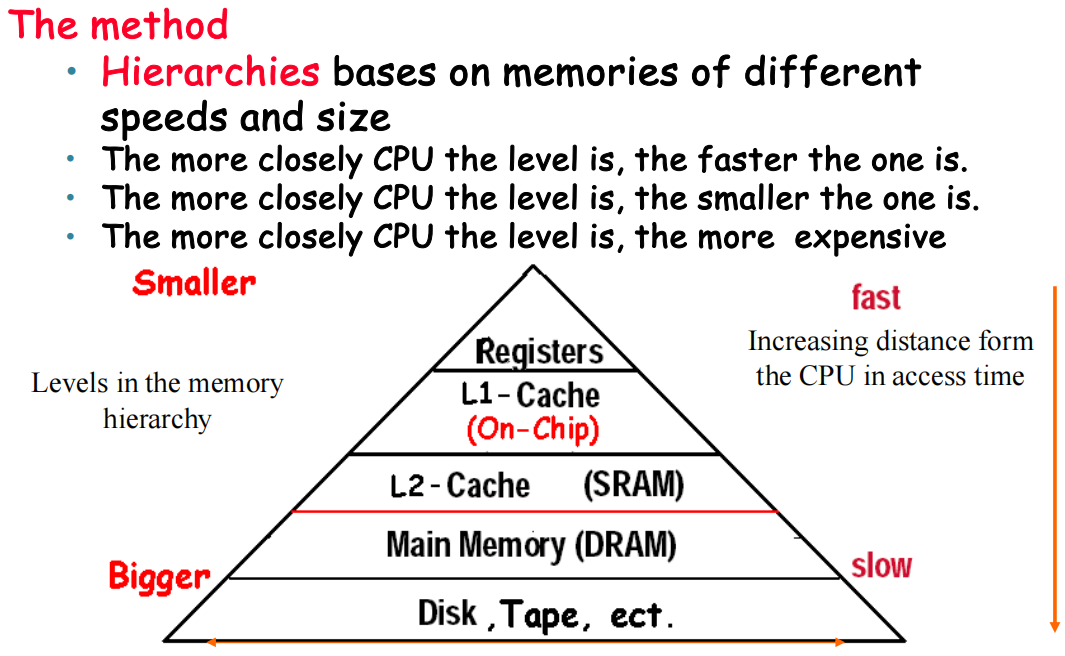 The method
• Hierarchies bases on memories of different
speeds and size
• The more closely CPU the level is, the faster the one is.
• The more closely CPU the level is, the smaller the one is.
• The more closely CPU the level is, the more expensive
Smaller
fast
Increasing distance form
the CPU in access time
Levels in the memory
hierarchy
Registers
L1-Cache
(On-Chip)
L2-Cache (SRAM)
Main Memory (DRAM)
Bigger
slow
Disk ,Tape, ect.